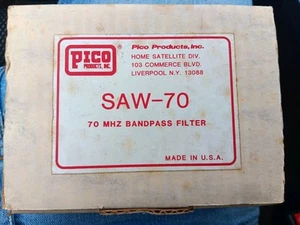 PICO
PRODUCTS, INC.
Pico Products, Inc.
HOME SATELLITE DIV.
103 COMMERCE BLVD.
LIVERPOOL N.Y. 13088
SAW-70
70 MHZ BANDPASS FILTER
MADE IN U.S.A.